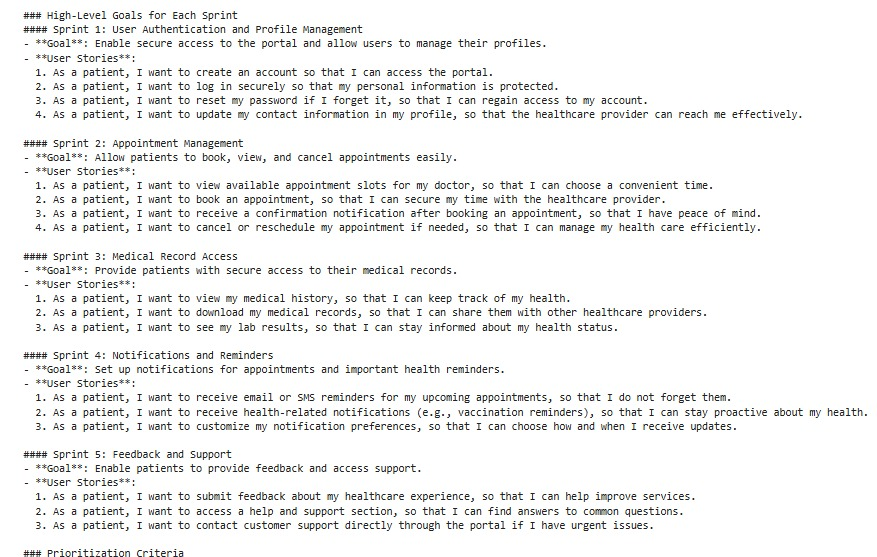 ### High-Level Goals for Each Sprint
#### Sprint 1: User Authentication and Profile Management
- **Goal**: Enable secure access to the portal and allow users to manage their profiles.
- **User Stories**:
1. As a patient, I want to create an account so that I can access the portal.
2. As a patient, I want to log in securely so that my personal information is protected.
3. As a patient, I want to reset my password if I forget it, so that I can regain access to my account.
4. As a patient, I want to update my contact information in my profile, so that the healthcare provider can reach me effectively.

#### Sprint 2: Appointment Management
- **Goal**: Allow patients to book, view, and cancel appointments easily.
- **User Stories**:
1. As a patient, I want to view available appointment slots for my doctor, so that I can choose a convenient time.
2. As a patient, I want to book an appointment, so that I can secure my time with the healthcare provider.
3. As a patient, I want to receive a confirmation notification after booking an appointment, so that I have peace of mind.
4. As a patient, I want to cancel or reschedule my appointment if needed, so that I can manage my health care efficiently.

#### Sprint 3: Medical Record Access
- **Goal**: Provide patients with secure access to their medical records.
- **User Stories**:
1. As a patient, I want to view my medical history, so that I can keep track of my health.
2. As a patient, I want to download my medical records, so that I can share them with other healthcare providers.
3. As a patient, I want to see my lab results, so that I can stay informed about my health status.

#### Sprint 4: Notifications and Reminders
- **Goal**: Set up notifications for appointments and important health reminders.
- **User Stories**:
1. As a patient, I want to receive email or SMS reminders for my upcoming appointments, so that I do not forget them.
2. As a patient, I want to receive health-related notifications (e.g., vaccination reminders), so that I can stay proactive about my health.
3. As a patient, I want to customize my notification preferences, so that I can choose how and when I receive updates.

#### Sprint 5: Feedback and Support
- **Goal**: Enable patients to provide feedback and access support.
- **User Stories**:
1. As a patient, I want to submit feedback about my healthcare experience, so that I can help improve services.
2. As a patient, I want to access a help and support section, so that I can find answers to common questions.
3. As a patient, I want to contact customer support directly through the portal if I have urgent issues.

### Prioritization Criteria